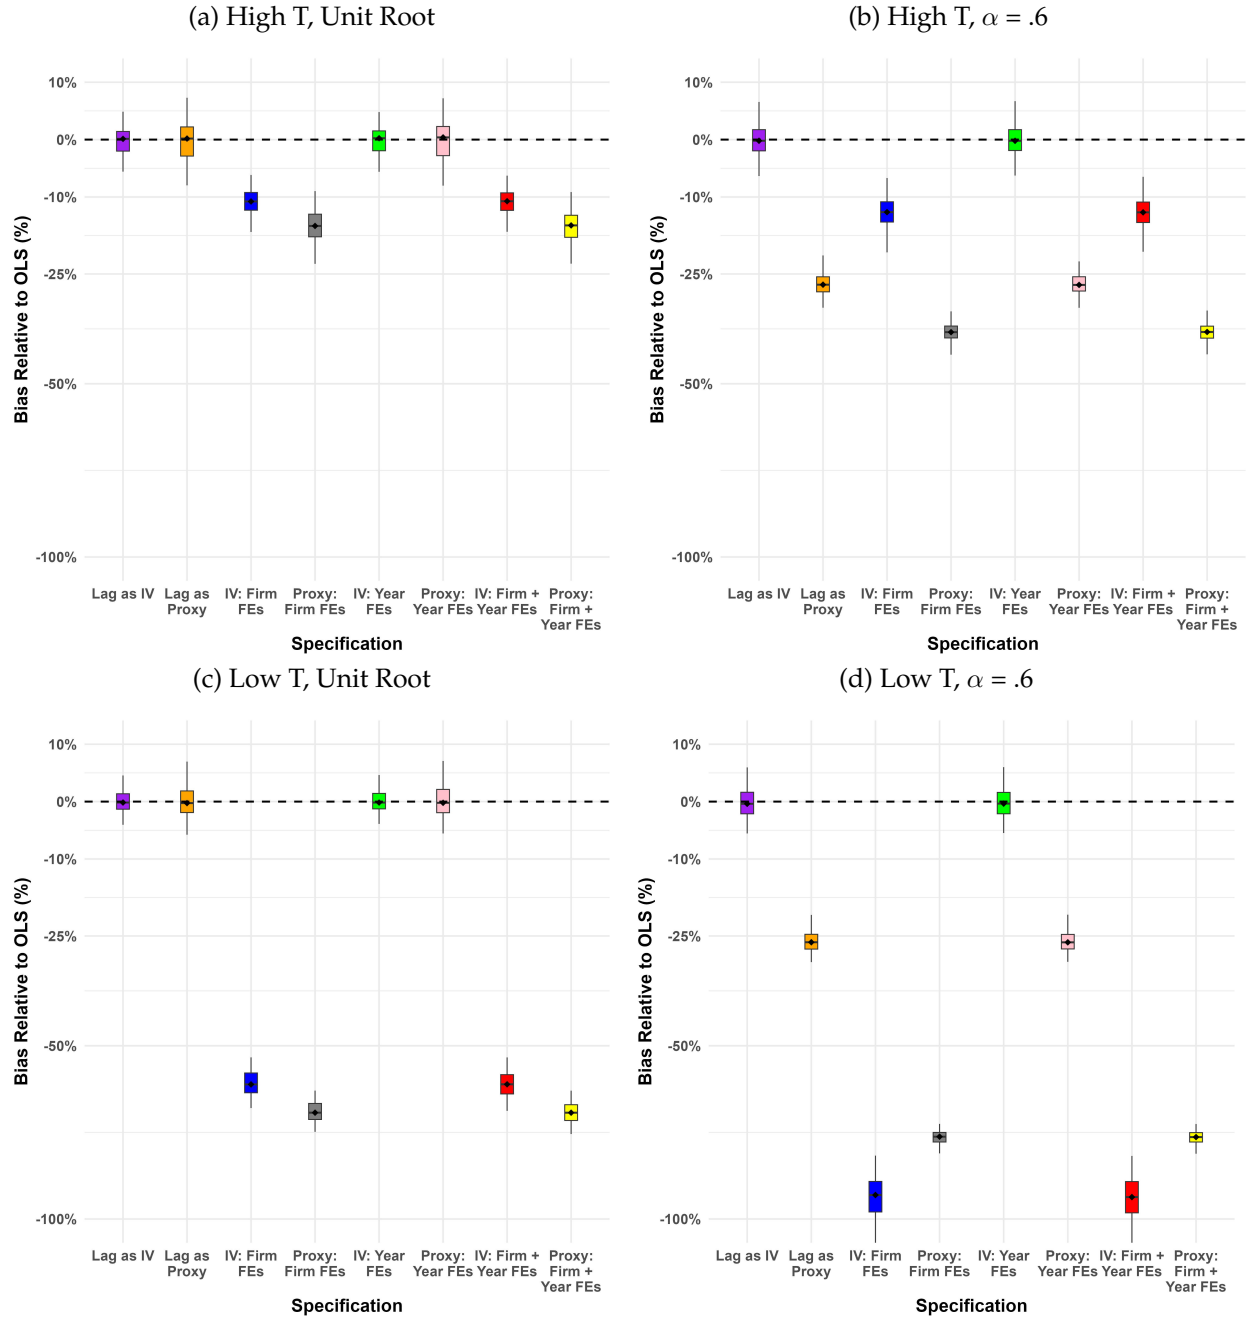 (a) High T, Unit Root
10%
0%
-10%
-25%
-50%
-100%
Bias Relative to OLS (%)
Lag as IV
Lag as
Proxy
IV: Firm
FEs
Proxy:
Firm FEs
IV: Year
FEs
Proxy:
Year FEs
IV: Firm +
Year FEs
Proxy:
Firm +
Year FEs
Specification
(b) High T, α = .6
10%
0%
-10%
-25%
-50%
-100%
Bias Relative to OLS (%)
Lag as IV
Lag as
Proxy
IV: Firm
FEs
Proxy:
Firm FEs
IV: Year
FEs
Proxy:
Year FEs
IV: Firm +
Year FEs
Proxy:
Firm +
Year FEs
Specification
(c) Low T, Unit Root
10%
0%
-10%
-25%
-50%
-100%
Bias Relative to OLS (%)
Lag as IV
Lag as
Proxy
IV: Firm
FEs
Proxy:
Firm FEs
IV: Year
FEs
Proxy:
Year FEs
IV: Firm +
Year FEs
Proxy:
Firm +
Year FEs
Specification
(d) Low T, α = .6
10%
0%
-10%
-25%
-50%
-100%
Bias Relative to OLS (%)
Lag as IV
Lag as
Proxy
IV: Firm
FEs
Proxy:
Firm FEs
IV: Year
FEs
Proxy:
Year FEs
IV: Firm +
Year FEs
Proxy:
Firm +
Year FEs
Specification